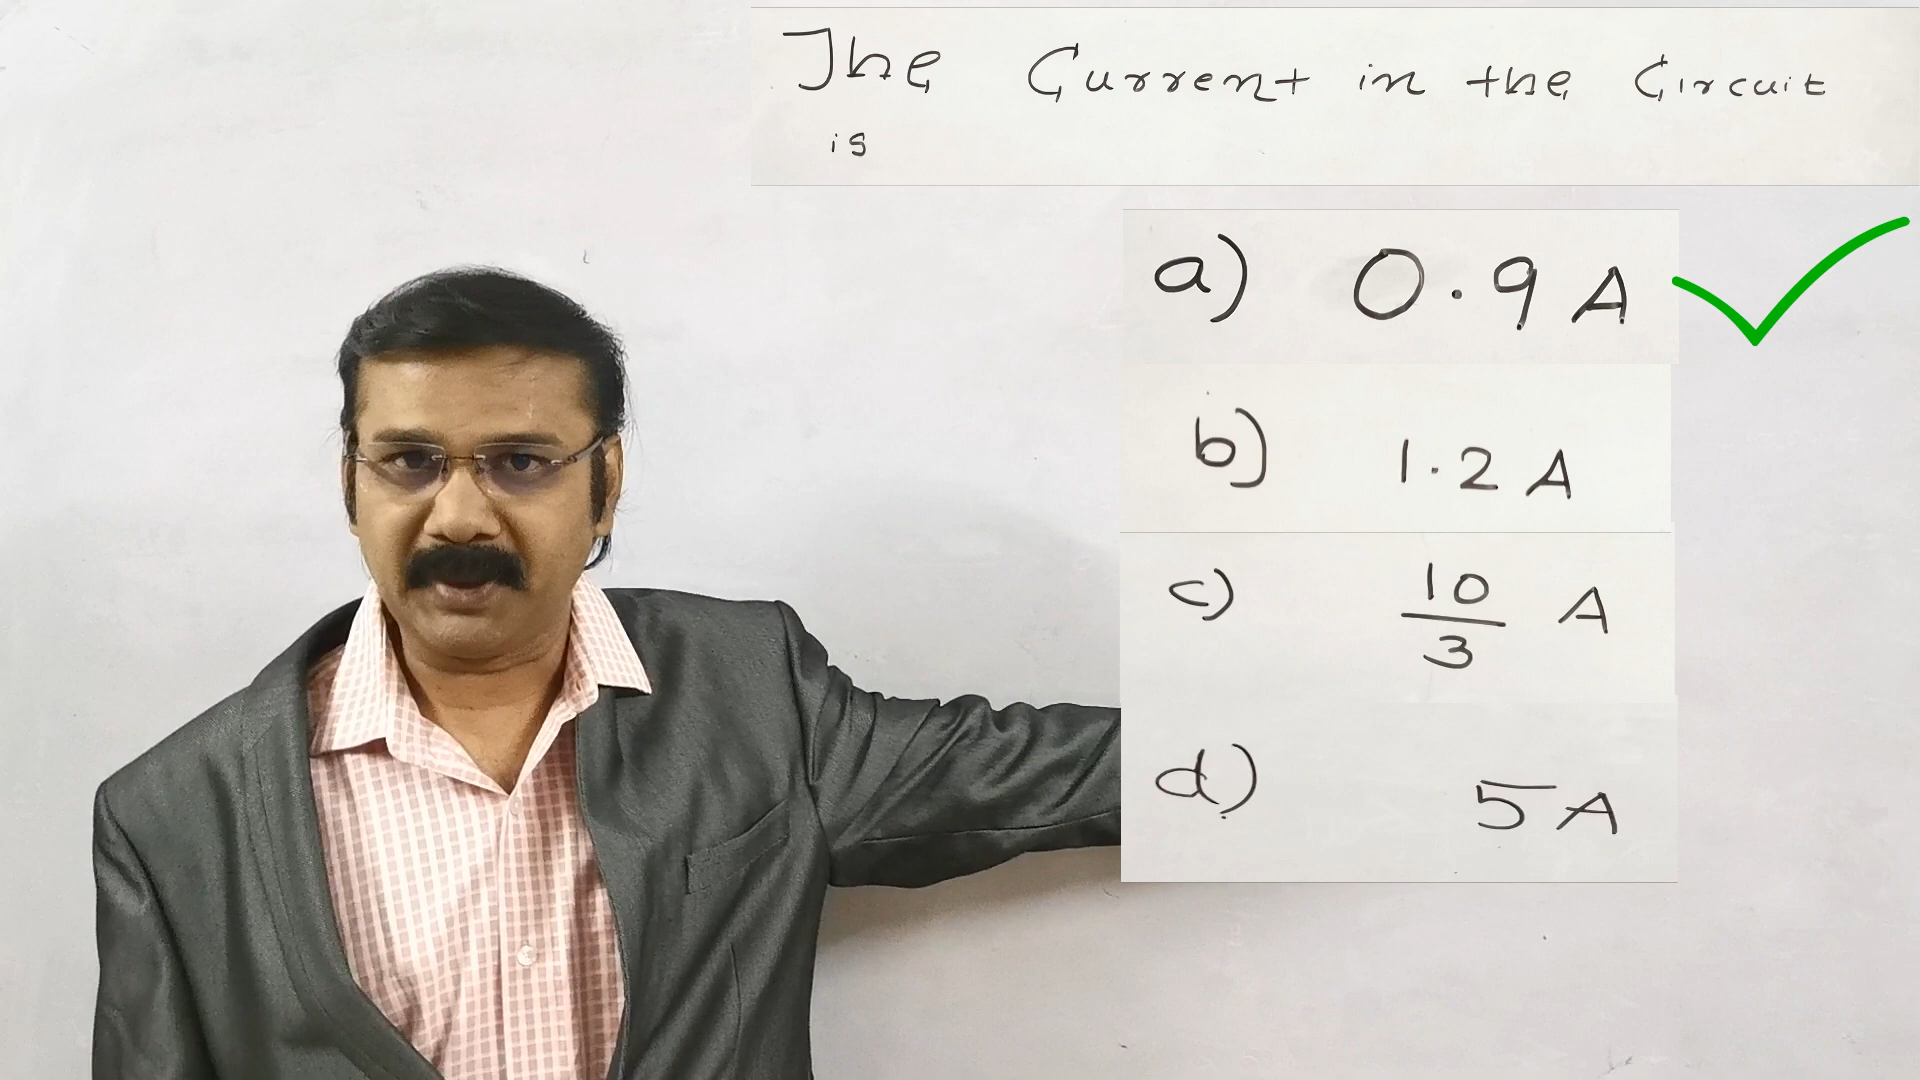 The Current in the Circuit
is
a) 0.9 A
b) 1.2 A
c) 10/3 A
d) 5 A